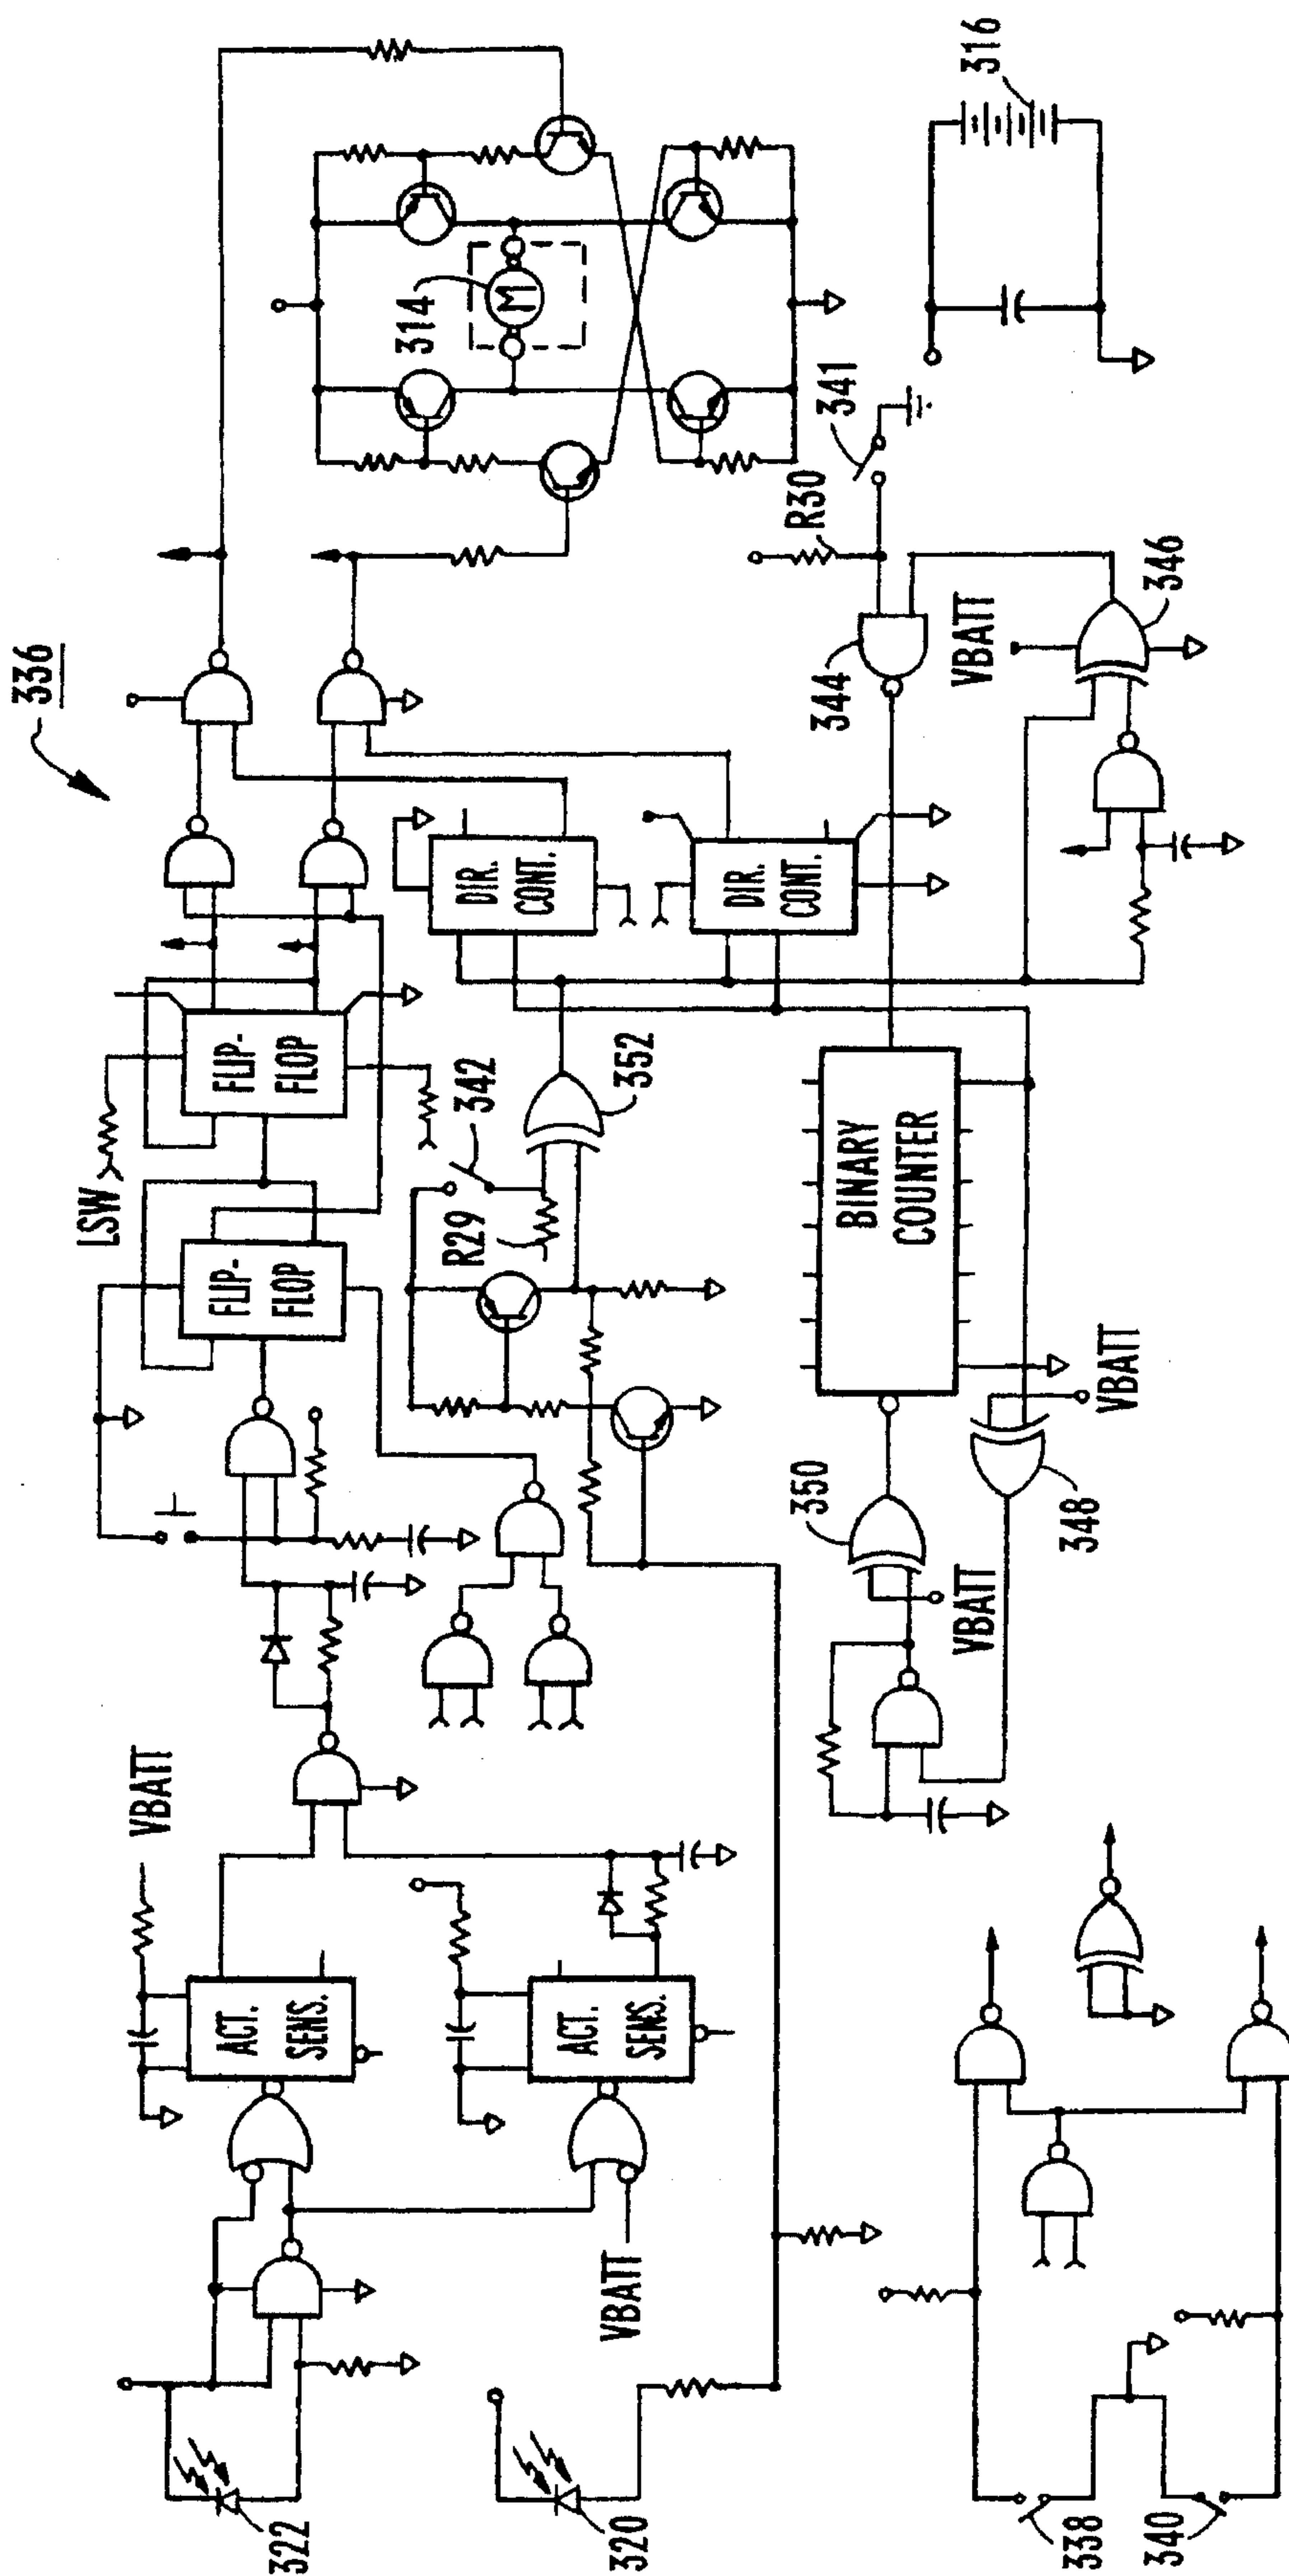 336
322
320
VBATT
ACT.
SENS.
ACT.
SENS.
VBATT
LSW
FLIP-
FLOP
FLIP-
FLOP
R29
342
352
DIR.
CONT.
DIR.
CONT.
314
M
316
R30
341
344
VBATT
346
BINARY
COUNTER
350
VBATT
348
VBATT
338
340